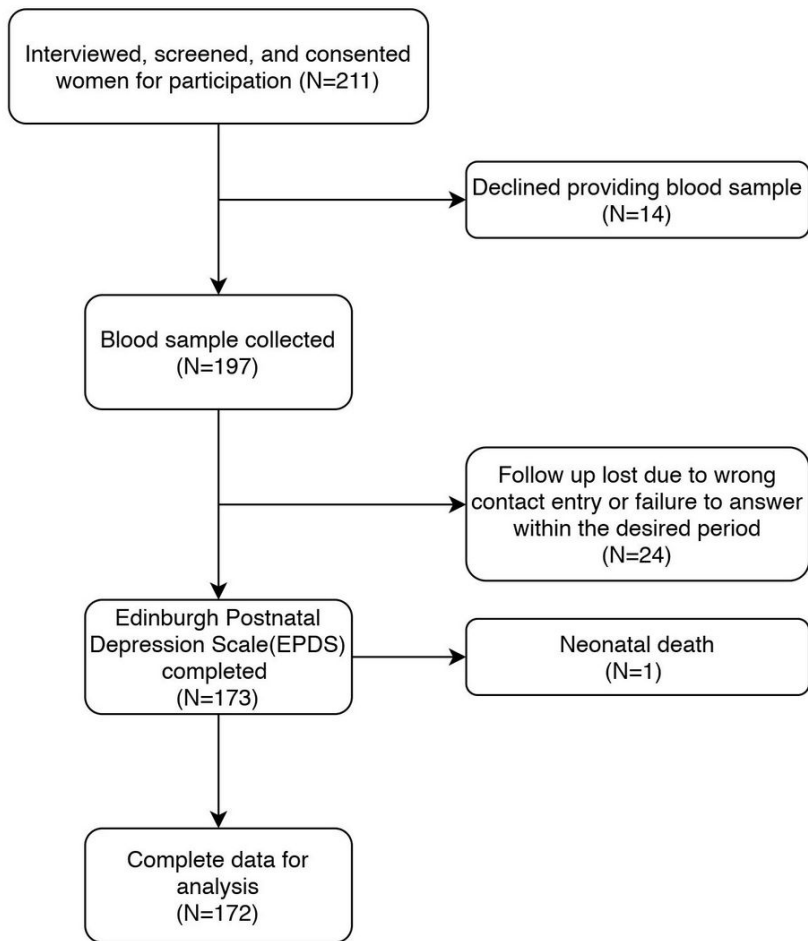 Interviewed, screened, and consented
women for participation (N=211)
Declined providing blood sample
(N=14)
Blood sample collected
(N=197)
Follow up lost due to wrong
contact entry or failure to answer
within the desired period
(N=24)
Edinburgh Postnatal
Depression Scale(EPDS)
completed
(N=173)
Neonatal death
(N=1)
Complete data for
analysis
(N=172)